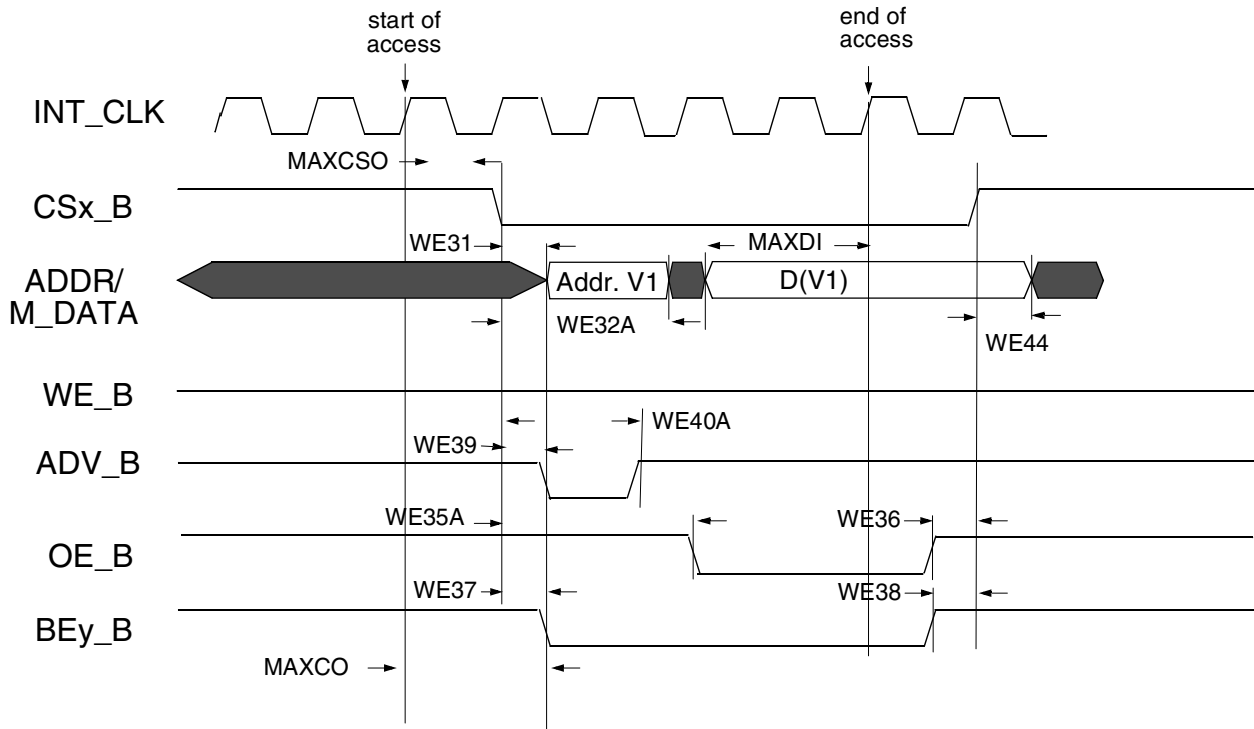 start of
access
end of
access
INT_CLK
MAXCSO
CSx_B
WE31
MAXDI
ADDR/
M_DATA
Addr. V1
D(V1)
WE32A
WE44
WE_B
WE40A
WE39
ADV_B
WE35A
WE36
OE_B
WE37
WE38
BEy_B
MAXCO